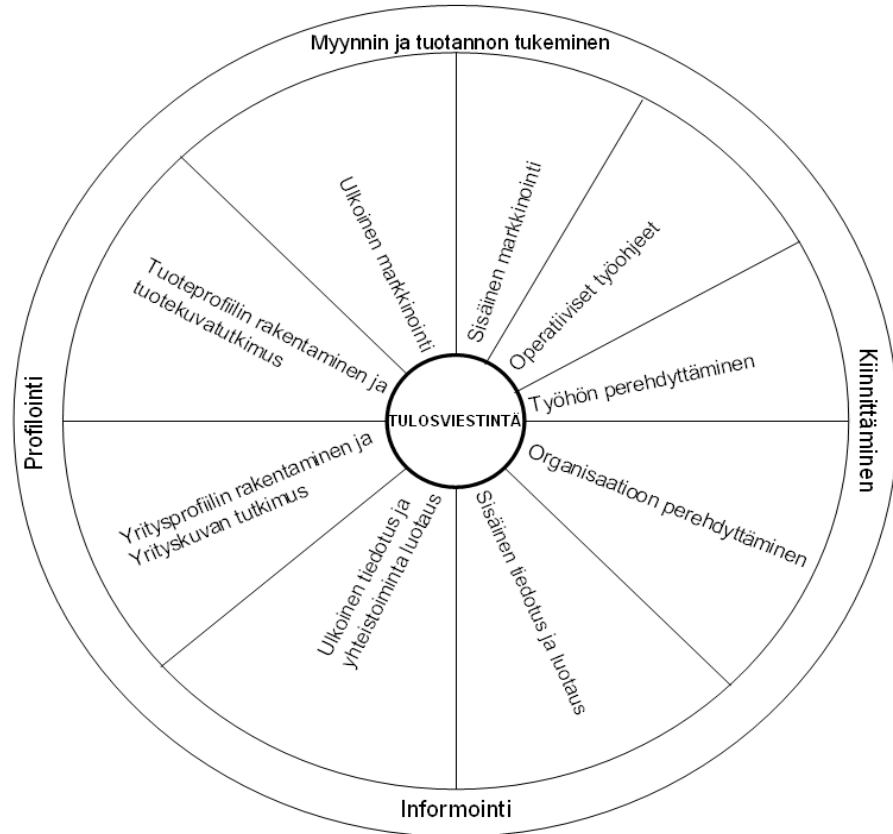 Myynnin ja tuotannon tukeminen
Ulkoinen markkinointi
Sisäinen markkinointi
Operatiiviset työohjeet
Työhön perehdyttäminen
Kiinnittäminen
Organisaatioon perehdyttäminen
Sisäinen tiedotus ja luotaus
Informointi
Ulkoinen tiedotus ja
yhteistoiminta luotaus
Yritysprofiilin rakentaminen ja
Yrityskuvan tutkimus
Profilointi
Tuoteprofiilin rakentaminen ja
tuotekuvatutkimus
TULOSVIESTINTÄ